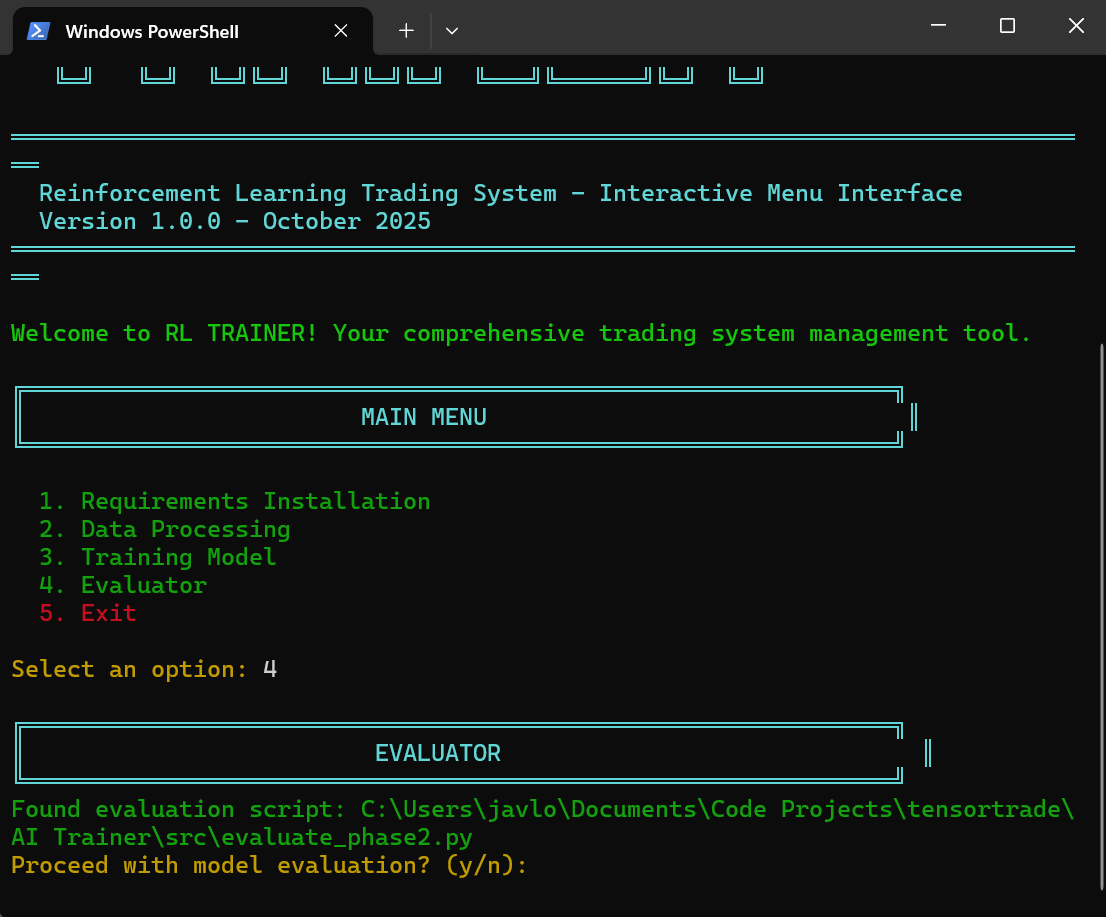 Windows PowerShell
Reinforcement Learning Trading System - Interactive Menu Interface
Version 1.0.0 - October 2025
Welcome to RL TRAINER! Your comprehensive trading system management tool.
MAIN MENU
1. Requirements Installation
2. Data Processing
3. Training Model
4. Evaluator
5. Exit
Select an option: 4
EVALUATOR
Found evaluation script: C:\Users\javlo\Documents\Code Projects\tensortrade\
AI Trainer\src\evaluate_phase2.py
Proceed with model evaluation? (y/n):